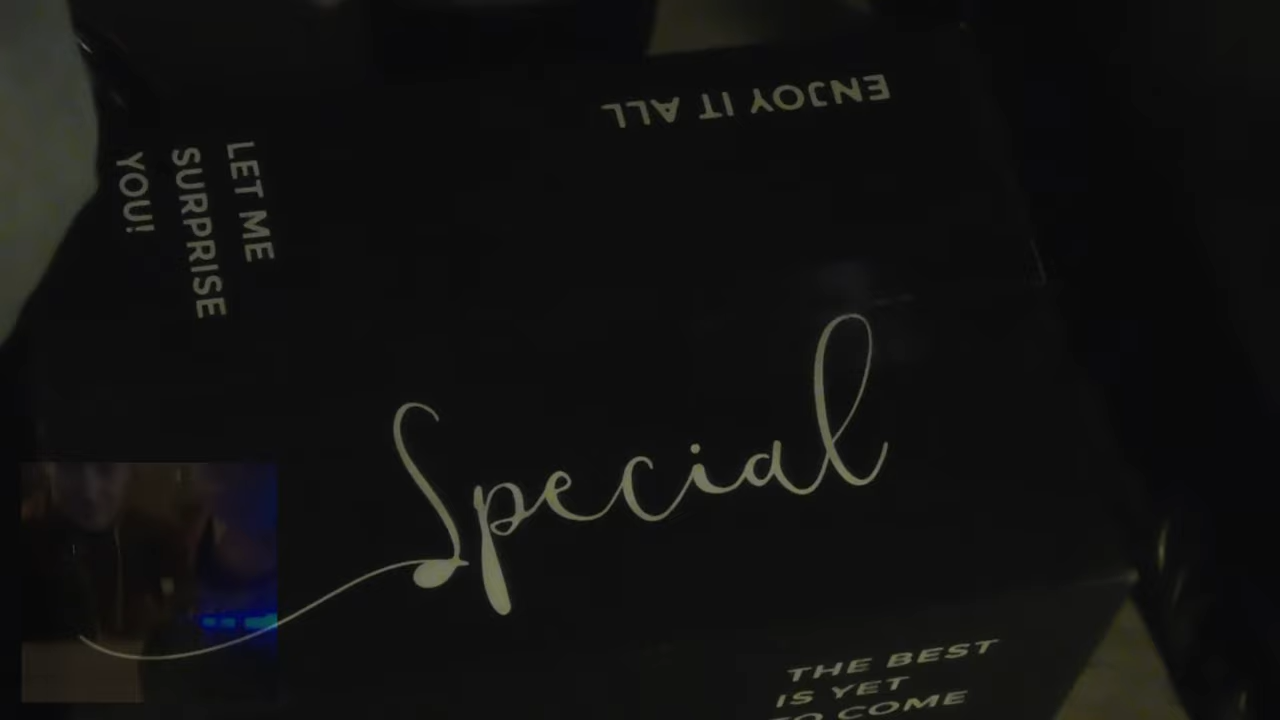 ENJOY IT ALL
LET ME
SURPRISE
YOU!
Special
THE BEST
IS YET
TO COME